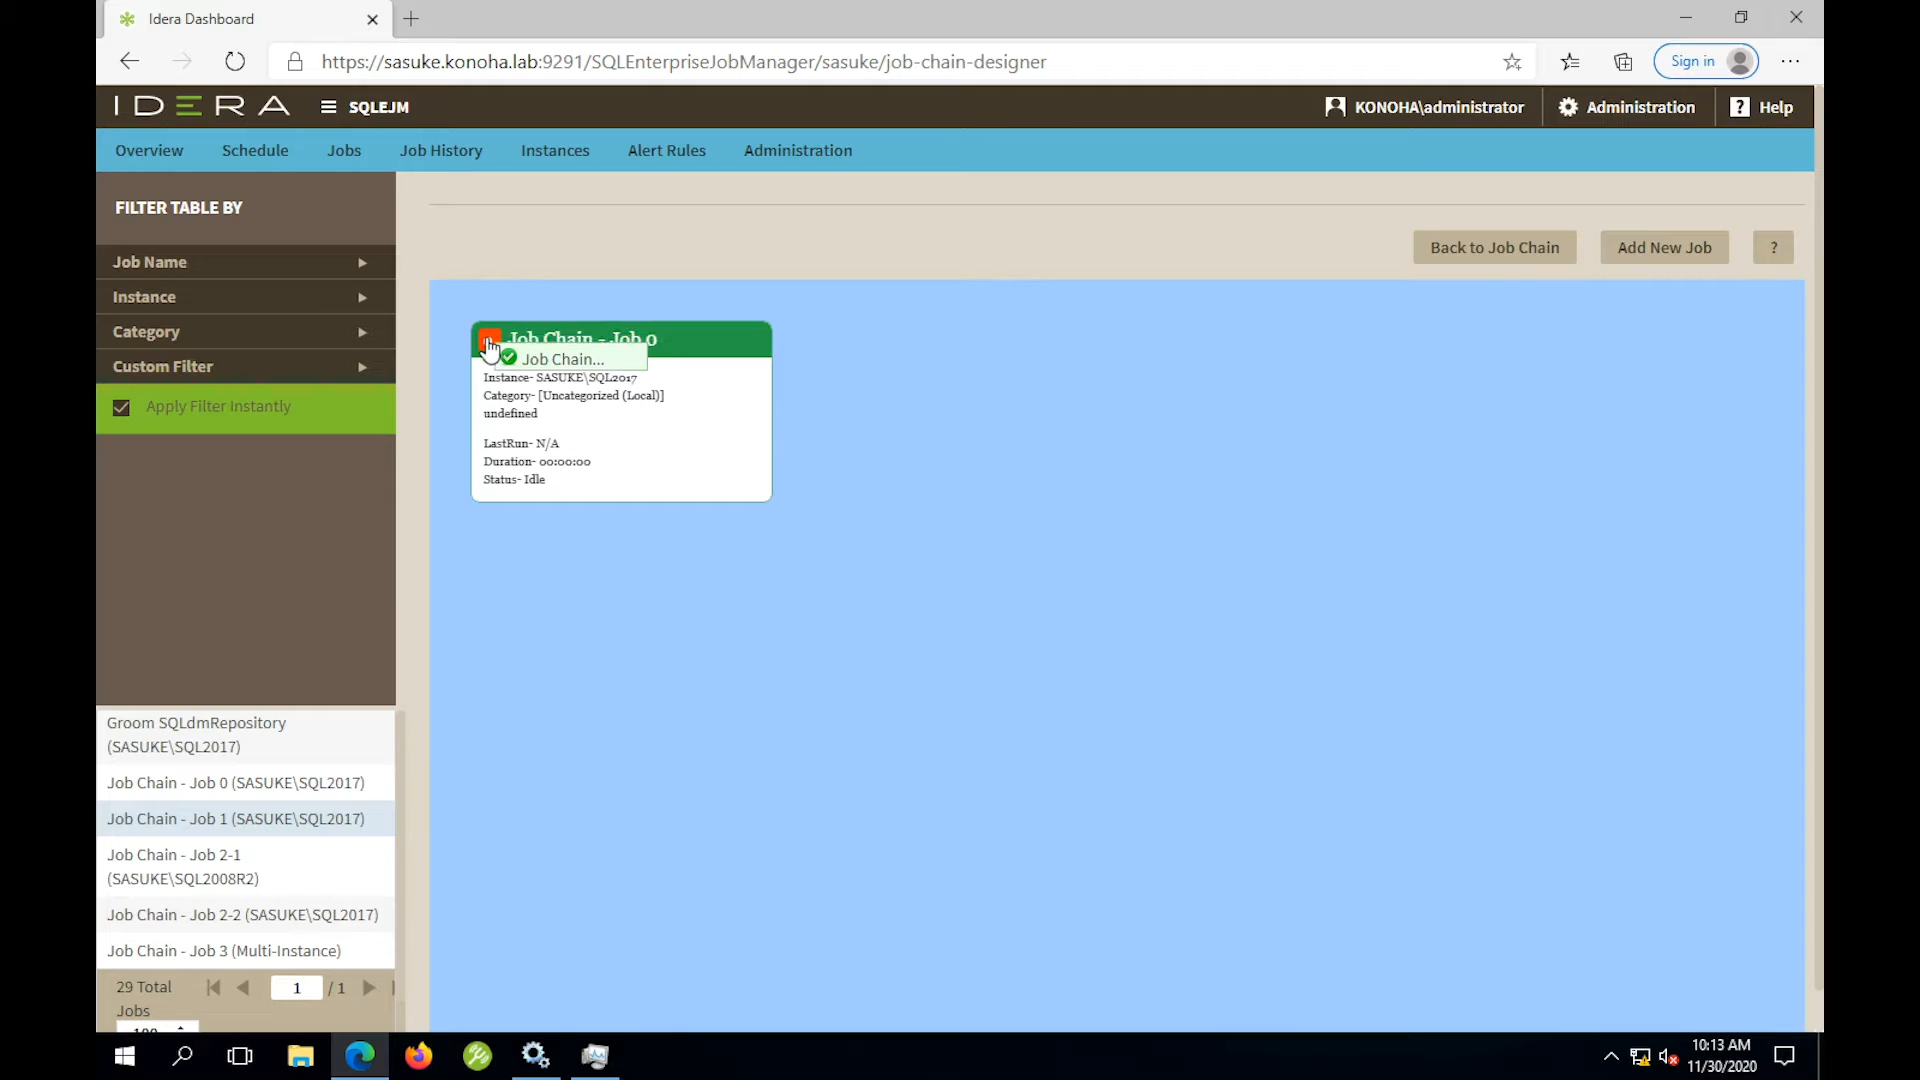 Idera Dashboard
https://sasuke.konoha.lab:9291/SQLEnterpriseJobManager/sasuke/job-chain-designer
Sign in
IDERA
SQLEJM
KONOHA\administrator
Administration
? Help
Overview
Schedule
Jobs
Job History
Instances
Alert Rules
Administration
FILTER TABLE BY
Job Name
Instance
Category
Custom Filter
Apply Filter Instantly
Back to Job Chain
Add New Job
?
Job Chain - Job 0
Job Chain...
Instance- SASUKE\SQL2017
Category- [Uncategorized (Local)]
undefined
LastRun- N/A
Duration- 00:00:00
Status- Idle
Groom SQLdmRepository
(SASUKE\SQL2017)
Job Chain - Job 0 (SASUKE\SQL2017)
Job Chain - Job 1 (SASUKE\SQL2017)
Job Chain - Job 2-1
(SASUKE\SQL2008R2)
Job Chain - Job 2-2 (SASUKE\SQL2017)
Job Chain - Job 3 (Multi-Instance)
29 Total
Jobs
1 / 1
10:13 AM
11/30/2020